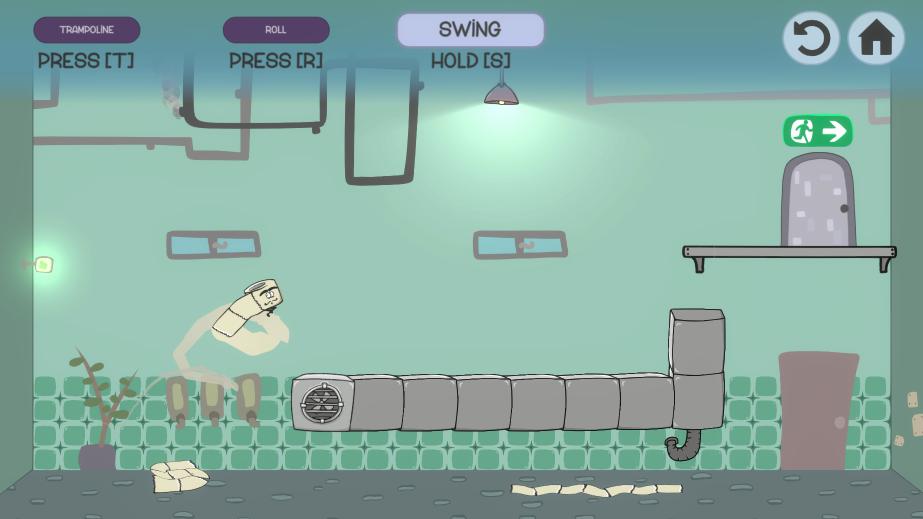 TRAMPOLINE
ROLL
SWING
PRESS [T]
PRESS [R]
HOLD [S]